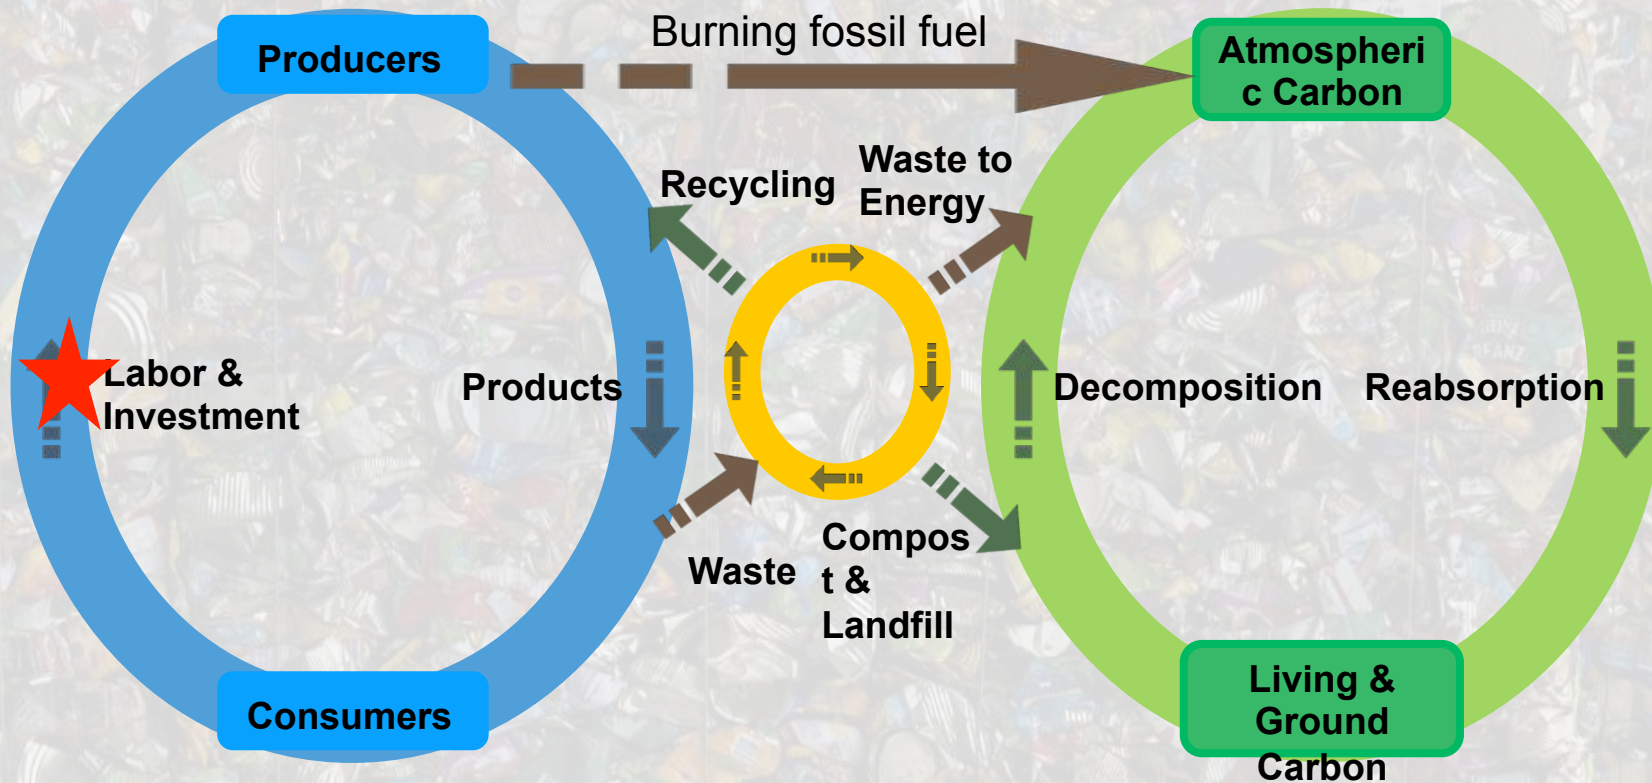 Producers
Burning fossil fuel
Atmospheri
c Carbon
Recycling
Waste to
Energy
Labor &
Investment
Products
Decomposition
Reabsorption
Waste
Compos
t &
Landfill
Consumers
Living &
Ground
Carbon